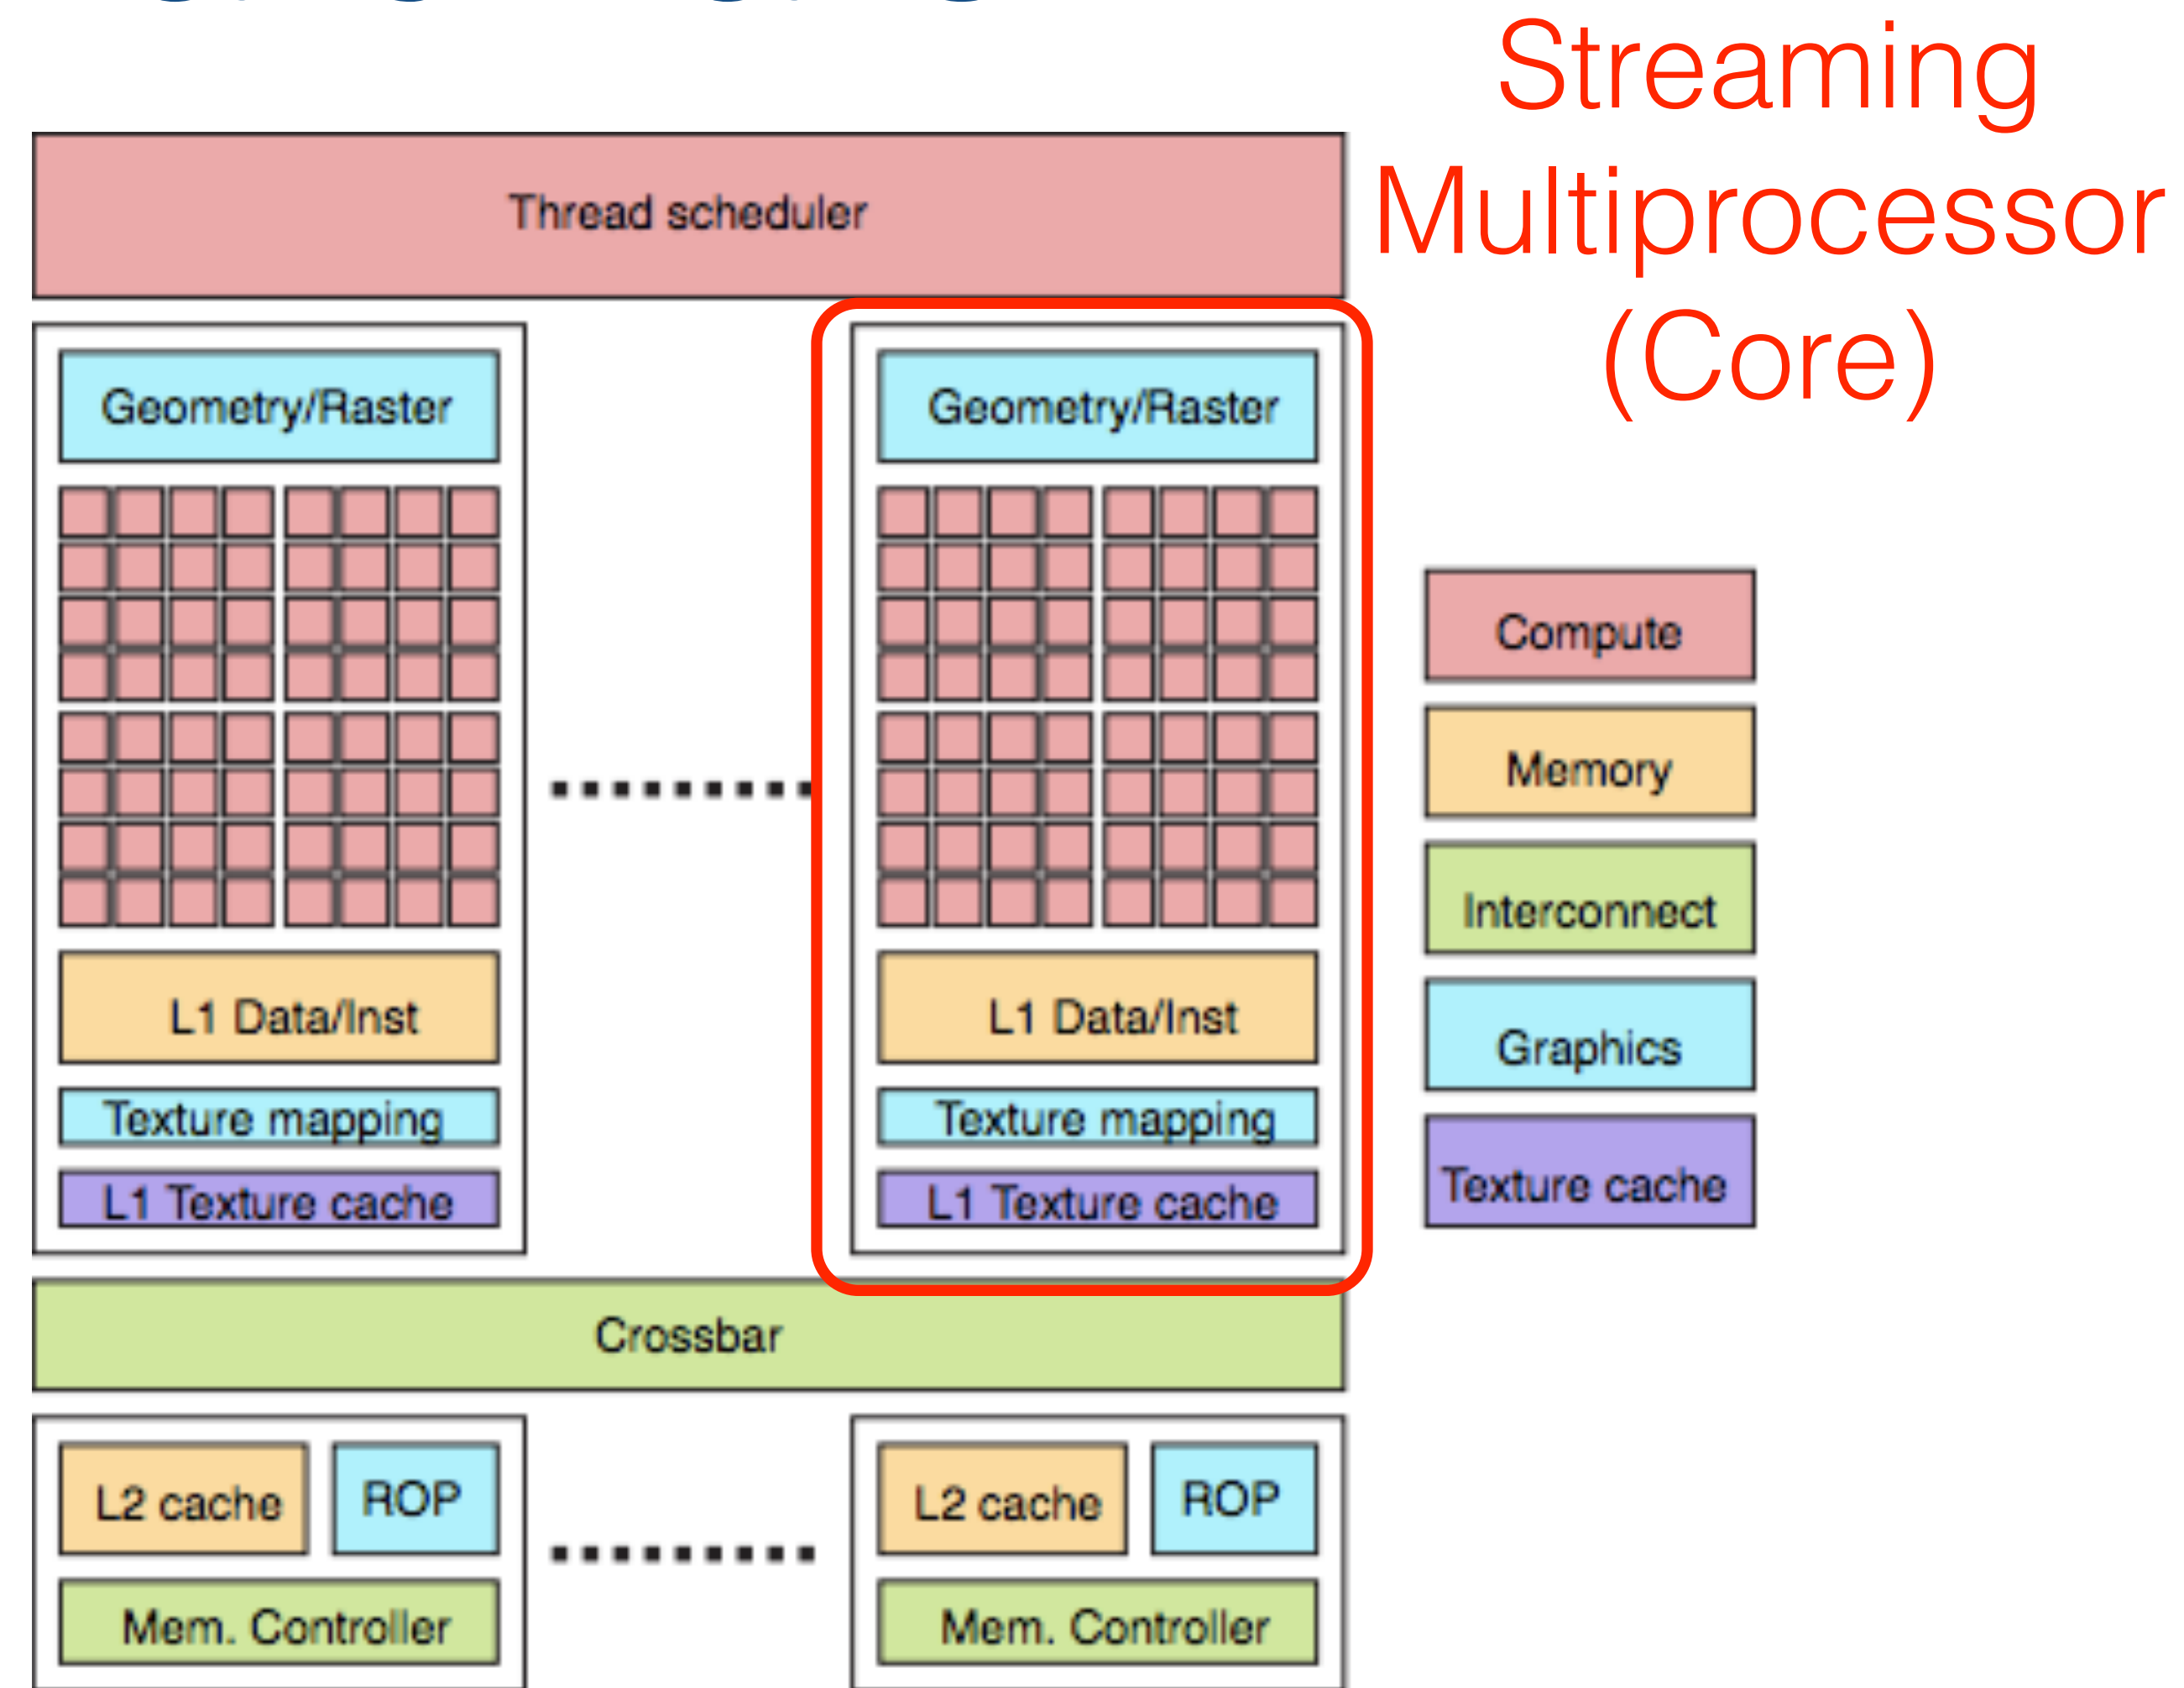 Streaming
Multiprocessor
(Core)
Thread scheduler
Geometry/Raster
Geometry/Raster
L1 Data/Inst
L1 Data/Inst
Texture mapping
Texture mapping
L1 Texture cache
L1 Texture cache
Compute
Memory
Interconnect
Graphics
Texture cache
Crossbar
L2 cache
ROP
L2 cache
ROP
Mem. Controller
Mem. Controller